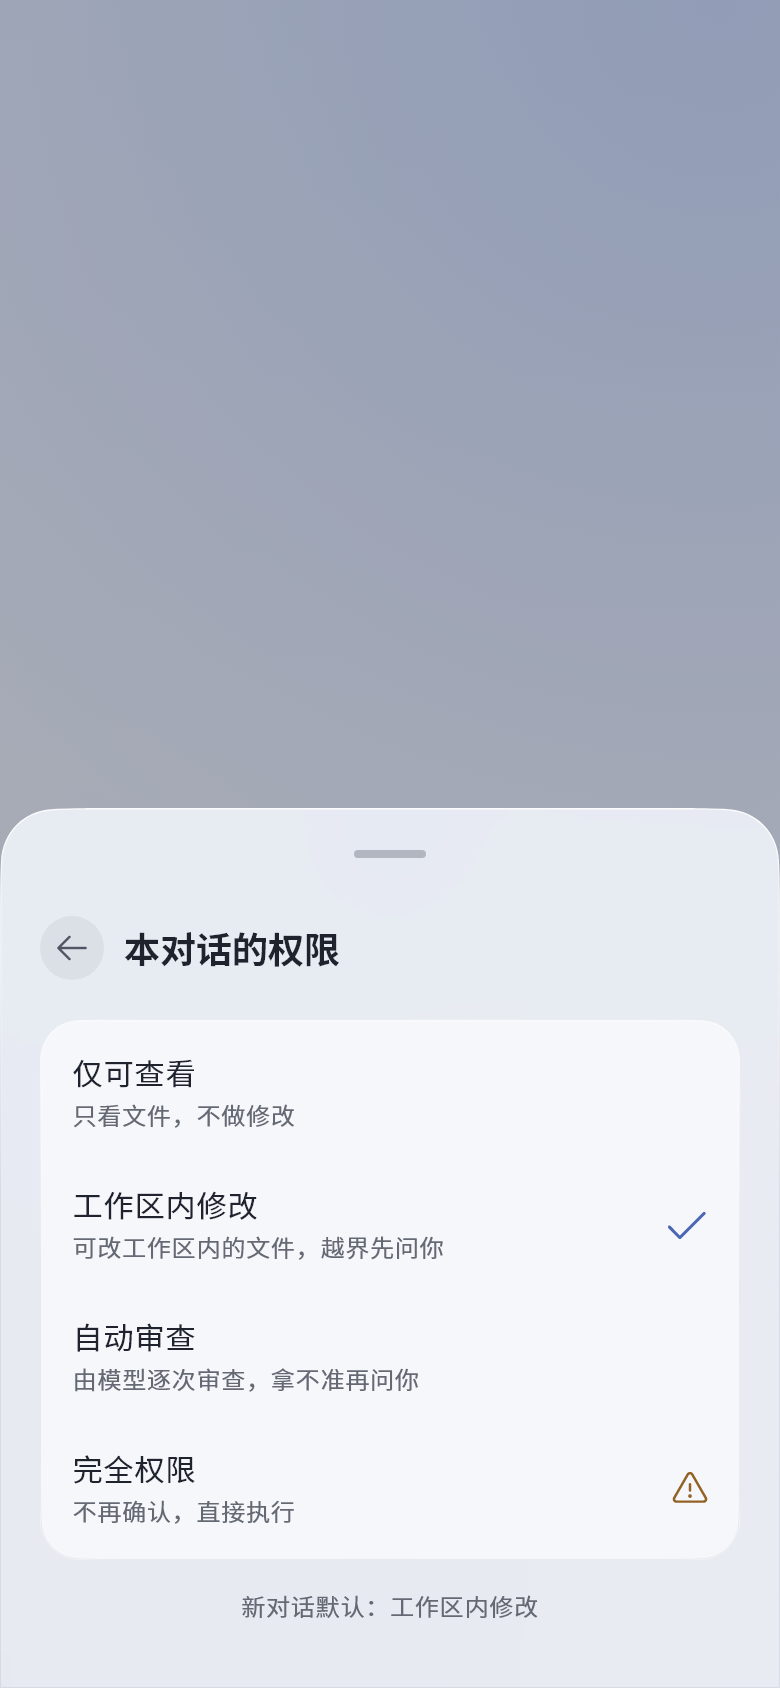 本对话的权限
仅可查看
只看文件，不做修改
工作区内修改
可改工作区内的文件，越界先问你
自动审查
由模型逐次审查，拿不准再问你
完全权限
不再确认，直接执行
新对话默认：工作区内修改